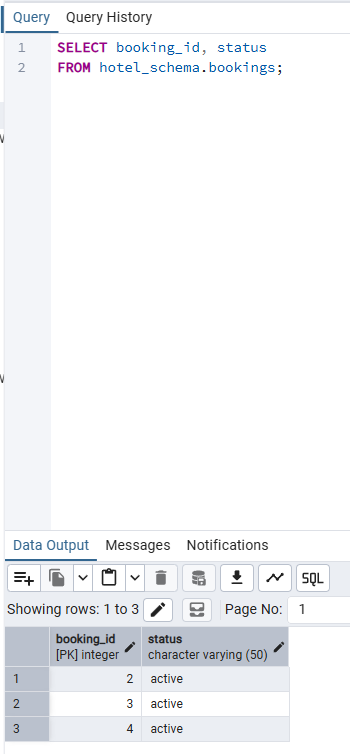 Query Query History
1 SELECT booking_id, status
2 FROM hotel_schema.bookings;
Data Output Messages Notifications
SQL
Showing rows: 1 to 3 Page No: 1
booking_id status
[PK] integer character varying (50)
1 2 active
2 3 active
3 4 active